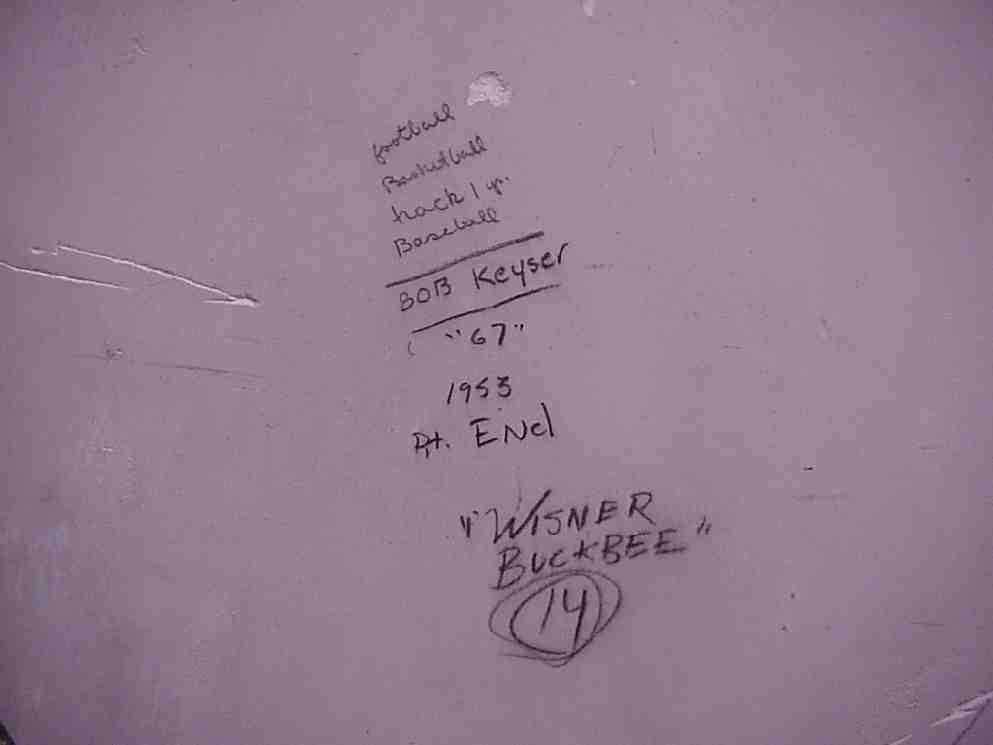 football
Basketball
track 1 yr.
Baseball
BOB Keyser
"67"
1953
Rt. End
"WISNER
BUCKBEE"
14